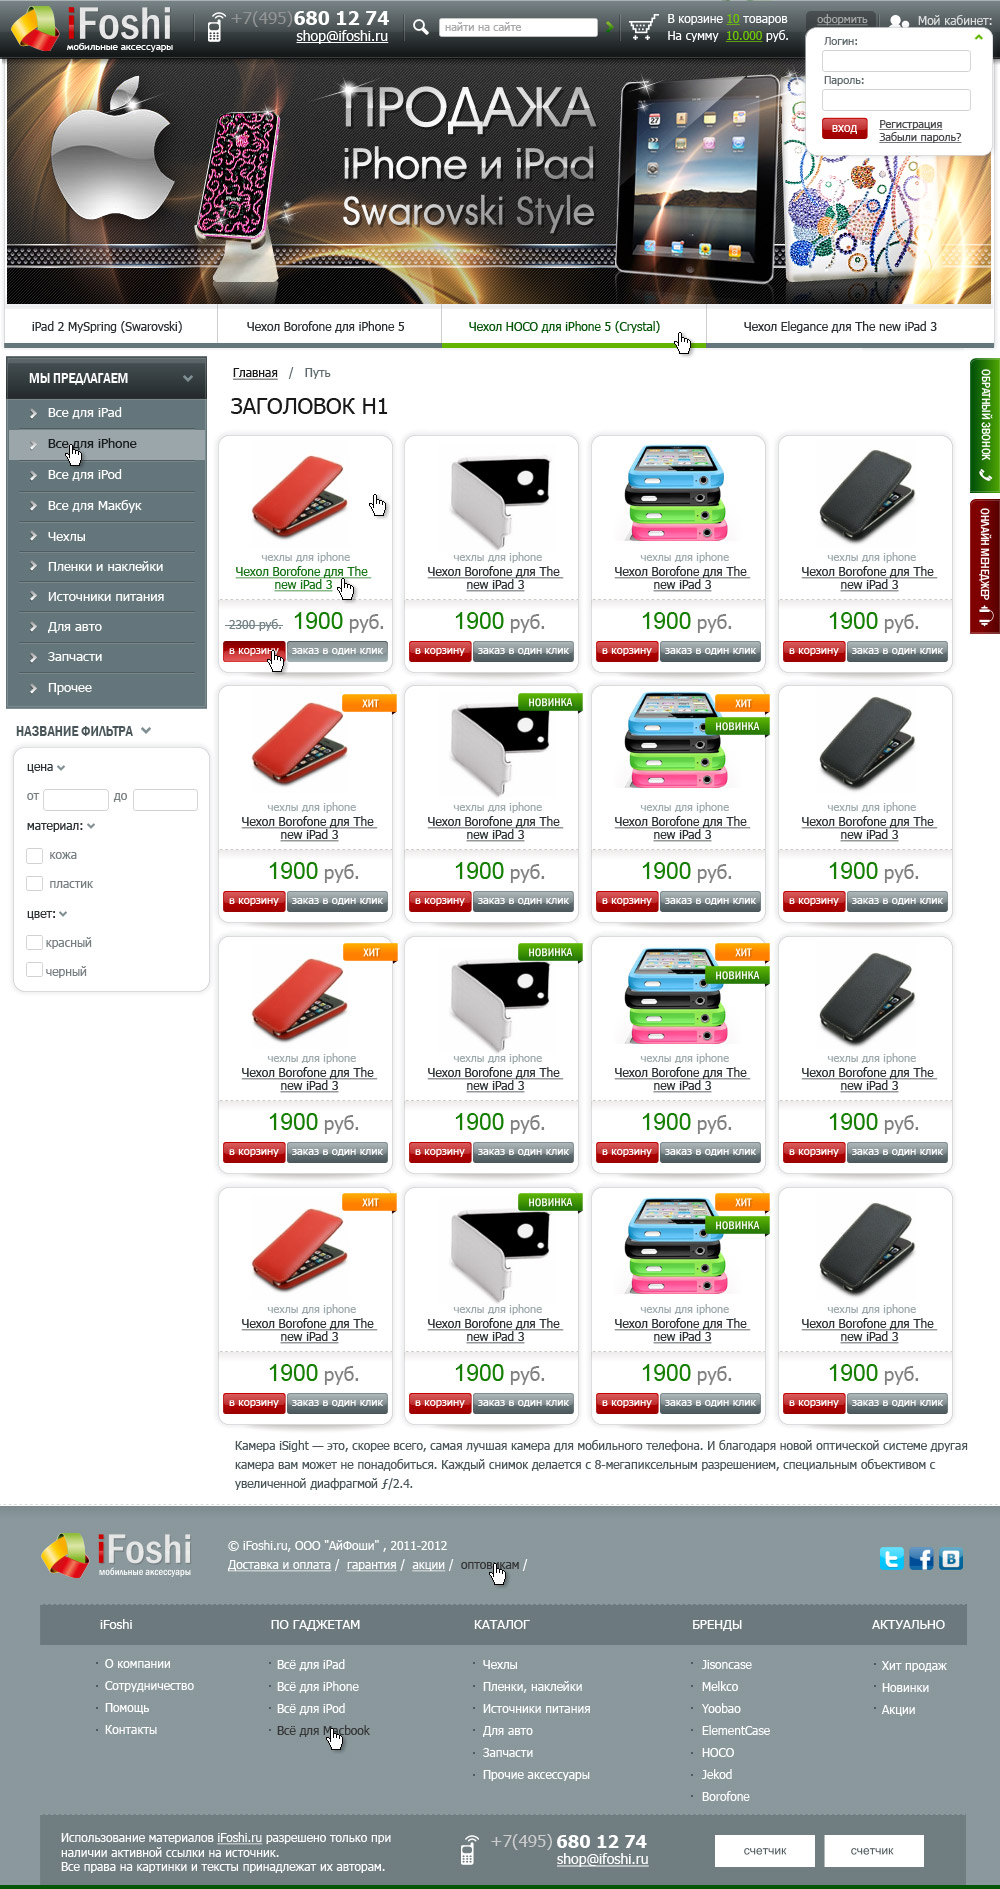 iFoshi
мобильные аксессуары
+7(495) 680 12 74
shop@ifoshi.ru
найти на сайте
В корзине 10 товаров
На сумму 10.000 руб.
оформить
Мой кабинет:
Логин:
Пароль:
вход
Регистрация
Забыли пароль?
ПРОДАЖА
iPhone и iPad
Swarovski Style
iPad 2 MySpring (Swarovski)
Чехол Borofone для iPhone 5
Чехол HOCO для iPhone 5 (Crystal)
Чехол Elegance для The new iPad 3
МЫ ПРЕДЛАГАЕМ
Все для iPad
Все для iPhone
Все для iPod
Все для Макбук
Чехлы
Пленки и наклейки
Источники питания
Для авто
Запчасти
Прочее
НАЗВАНИЕ ФИЛЬТРА
цена
от
до
материал:
кожа
пластик
цвет:
красный
черный
Главная / Путь
ЗАГОЛОВОК H1
ОБРАТНЫЙ ЗВОНОК
ОНЛАЙН МЕНЕДЖЕР
чехлы для iphone
Чехол Borofone для The
new iPad 3
2300 руб. 1900 руб.
в корзину заказ в один клик
чехлы для iphone
Чехол Borofone для The
new iPad 3
1900 руб.
в корзину заказ в один клик
чехлы для iphone
Чехол Borofone для The
new iPad 3
1900 руб.
в корзину заказ в один клик
чехлы для iphone
Чехол Borofone для The
new iPad 3
1900 руб.
в корзину заказ в один клик
ХИТ
чехлы для iphone
Чехол Borofone для The
new iPad 3
1900 руб.
в корзину заказ в один клик
НОВИНКА
чехлы для iphone
Чехол Borofone для The
new iPad 3
1900 руб.
в корзину заказ в один клик
ХИТ
НОВИНКА
чехлы для iphone
Чехол Borofone для The
new iPad 3
1900 руб.
в корзину заказ в один клик
чехлы для iphone
Чехол Borofone для The
new iPad 3
1900 руб.
в корзину заказ в один клик
ХИТ
чехлы для iphone
Чехол Borofone для The
new iPad 3
1900 руб.
в корзину заказ в один клик
НОВИНКА
чехлы для iphone
Чехол Borofone для The
new iPad 3
1900 руб.
в корзину заказ в один клик
ХИТ
НОВИНКА
чехлы для iphone
Чехол Borofone для The
new iPad 3
1900 руб.
в корзину заказ в один клик
чехлы для iphone
Чехол Borofone для The
new iPad 3
1900 руб.
в корзину заказ в один клик
ХИТ
чехлы для iphone
Чехол Borofone для The
new iPad 3
1900 руб.
в корзину заказ в один клик
НОВИНКА
чехлы для iphone
Чехол Borofone для The
new iPad 3
1900 руб.
в корзину заказ в один клик
ХИТ
НОВИНКА
чехлы для iphone
Чехол Borofone для The
new iPad 3
1900 руб.
в корзину заказ в один клик
чехлы для iphone
Чехол Borofone для The
new iPad 3
1900 руб.
в корзину заказ в один клик
Камера iSight — это, скорее всего, самая лучшая камера для мобильного телефона. И благодаря новой оптической системе другая
камера вам может не понадобиться. Каждый снимок делается с 8-мегапиксельным разрешением, специальным объективом с
увеличенной диафрагмой ƒ/2.4.
iFoshi
мобильные аксессуары
© iFoshi.ru, ООО "АйФоши" , 2011-2012
Доставка и оплата / гарантия / акции / оптовикам /
iFoshi
О компании
Сотрудничество
Помощь
Контакты
ПО ГАДЖЕТАМ
Всё для iPad
Всё для iPhone
Всё для iPod
Всё для Macbook
КАТАЛОГ
Чехлы
Пленки, наклейки
Источники питания
Для авто
Запчасти
Прочие аксессуары
БРЕНДЫ
Jisoncase
Melkco
Yoobao
ElementCase
HOCO
Jekod
Borofone
АКТУАЛЬНО
Хит продаж
Новинки
Акции
Использование материалов iFoshi.ru разрешено только при
наличии активной ссылки на источник.
Все права на картинки и тексты принадлежат их авторам.
+7(495) 680 12 74
shop@ifoshi.ru
счетчик
счетчик